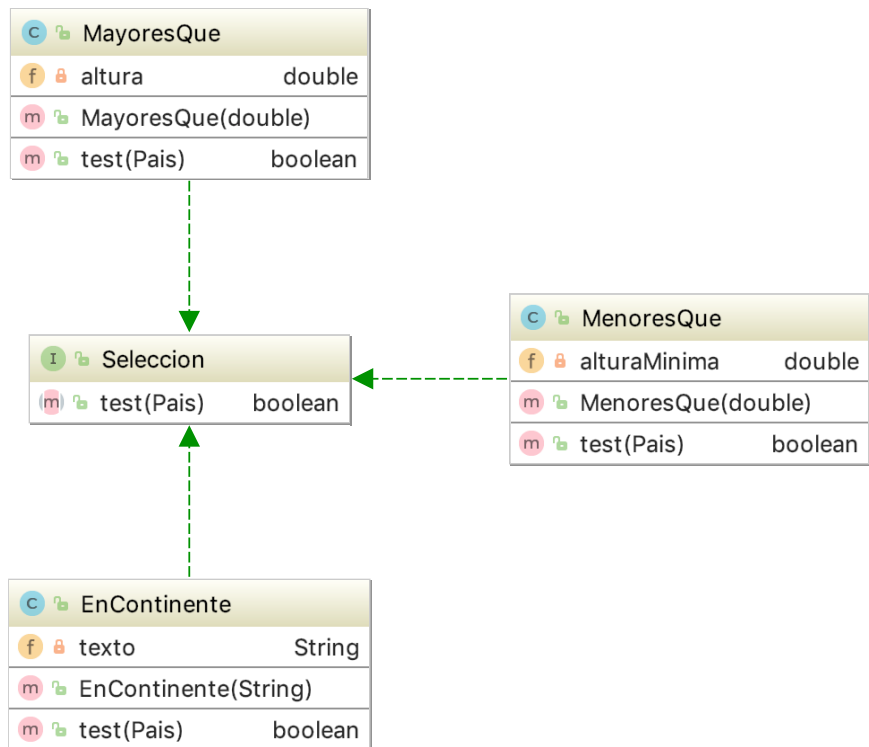 C MayoresQue
f altura double
m MayoresQue(double)
m test(Pais) boolean
I Seleccion
m test(Pais) boolean
C MenoresQue
f alturaMinima double
m MenoresQue(double)
m test(Pais) boolean
C EnContinente
f texto String
m EnContinente(String)
m test(Pais) boolean